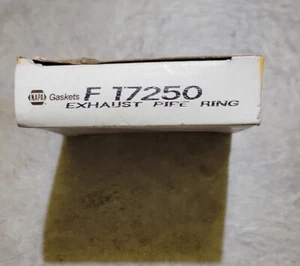 NAPA Gaskets F 17250
EXHAUST PIPE RING